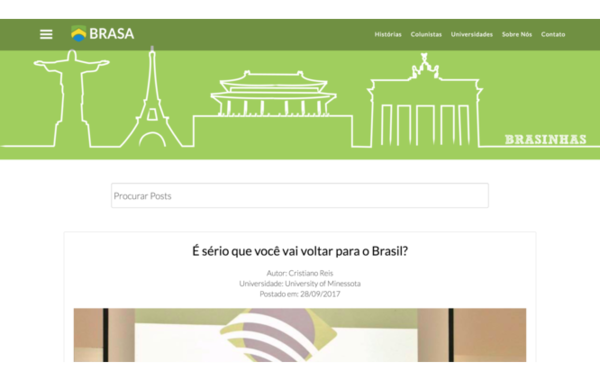 BRASA
Histórias Colunistas Universidades Sobre Nós Contato
BRASINHAS
Procurar Posts
É sério que você vai voltar para o Brasil?
Autor: Cristiano Reis
Universidade: University of Minessota
Postado em: 28/09/2017